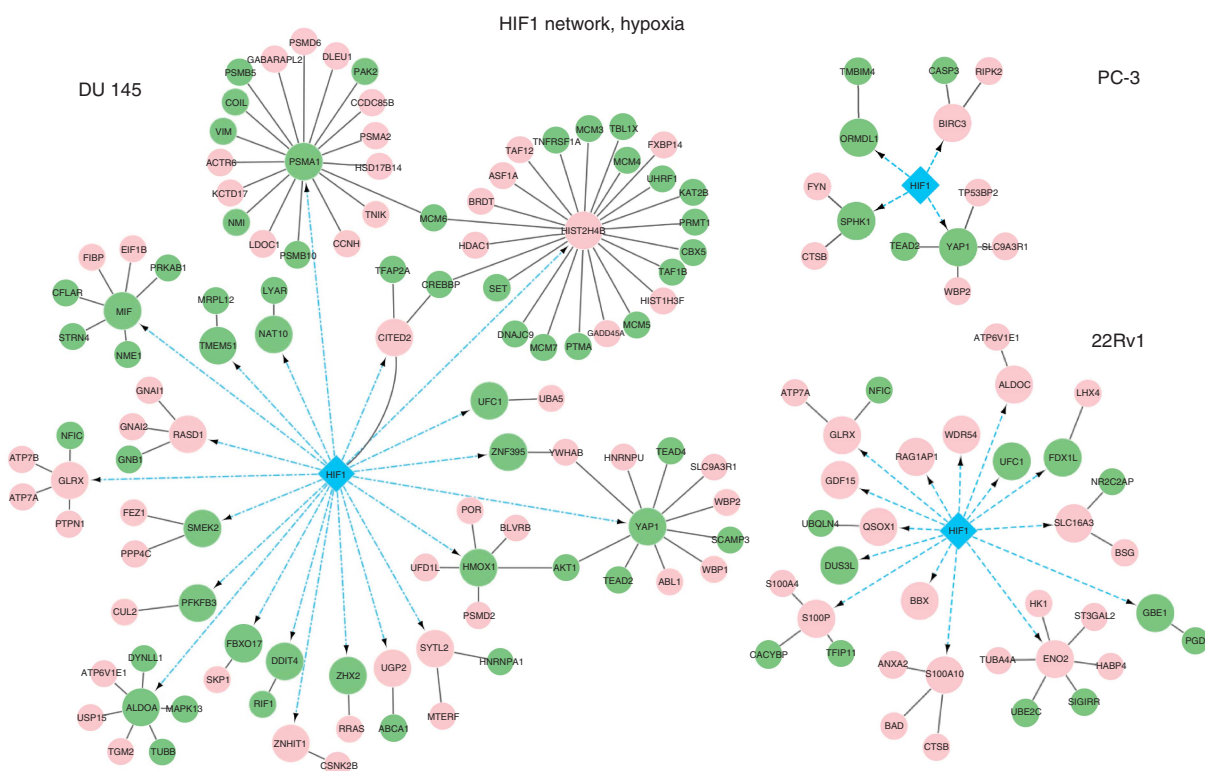 HIF1 network, hypoxia
DU 145
PSMD6
GABARAPL2
DLEU1
PSMB5
PAK2
COIL
CCDC85B
VIM
PSMA2
ACTR8
PSMA1
HSD17B14
KCTD17
TNIK
NMI
LDOC1
CCNH
PSMB10
MCM6
TNFRSF1A
MCM3
TBL1X
TAF12
FXBP14
MCM4
ASF1A
UHRF1
BRDT
KAT2B
HIST2H4B
PRMT1
HDAC1
CBX5
TAF1B
SET
HIST1H3F
DNAJC9
MCM7
PTMA
GADD45A
MCM5
TFAP2A
CREBBP
CITED2
EIF1B
FIBP
PRKAB1
CFLAR
MIF
STRN4
NME1
MRPL12
TMEM51
LYAR
NAT10
GNAI1
GNAI2
RASD1
GNB1
NFIC
ATP7B
GLRX
ATP7A
PTPN1
HIF1
UFC1
UBA5
ZNF395
YWHAB
HNRNPU
TEAD4
SLC9A3R1
WBP2
YAP1
SCAMP3
WBP1
ABL1
TEAD2
AKT1
POR
BLVRB
UFD1L
HMOX1
PSMD2
FEZ1
SMEK2
PPP4C
PFKFB3
CUL2
FBXO17
SKP1
DDIT4
RIF1
ZHX2
RRAS
UGP2
ABCA1
SYTL2
HNRNPA1
MTERF
ZNHIT1
CSNK2B
DYNLL1
ATP6V1E1
USP15
ALDOA
MAPK13
TGM2
TUBB
PC-3
TMBIM4
CASP3
RIPK2
ORMDL1
BIRC3
HIF1
FYN
TP53BP2
SPHK1
CTSB
TEAD2
YAP1
SLC9A3R1
WBP2
22Rv1
ATP6V1E1
ALDOC
ATP7A
NFIC
LHX4
GLRX
WDR54
RAG1AP1
UFC1
FDX1L
GDF15
NR2C2AP
UBQLN4
QSOX1
HIF1
SLC16A3
BSG
DUS3L
S100A4
BBX
S100P
CACYBP
TFIP11
GBE1
PGD
HK1
ST3GAL2
ANXA2
S100A10
TUBA4A
ENO2
HABP4
BAD
CTSB
UBE2C
SIGIRR